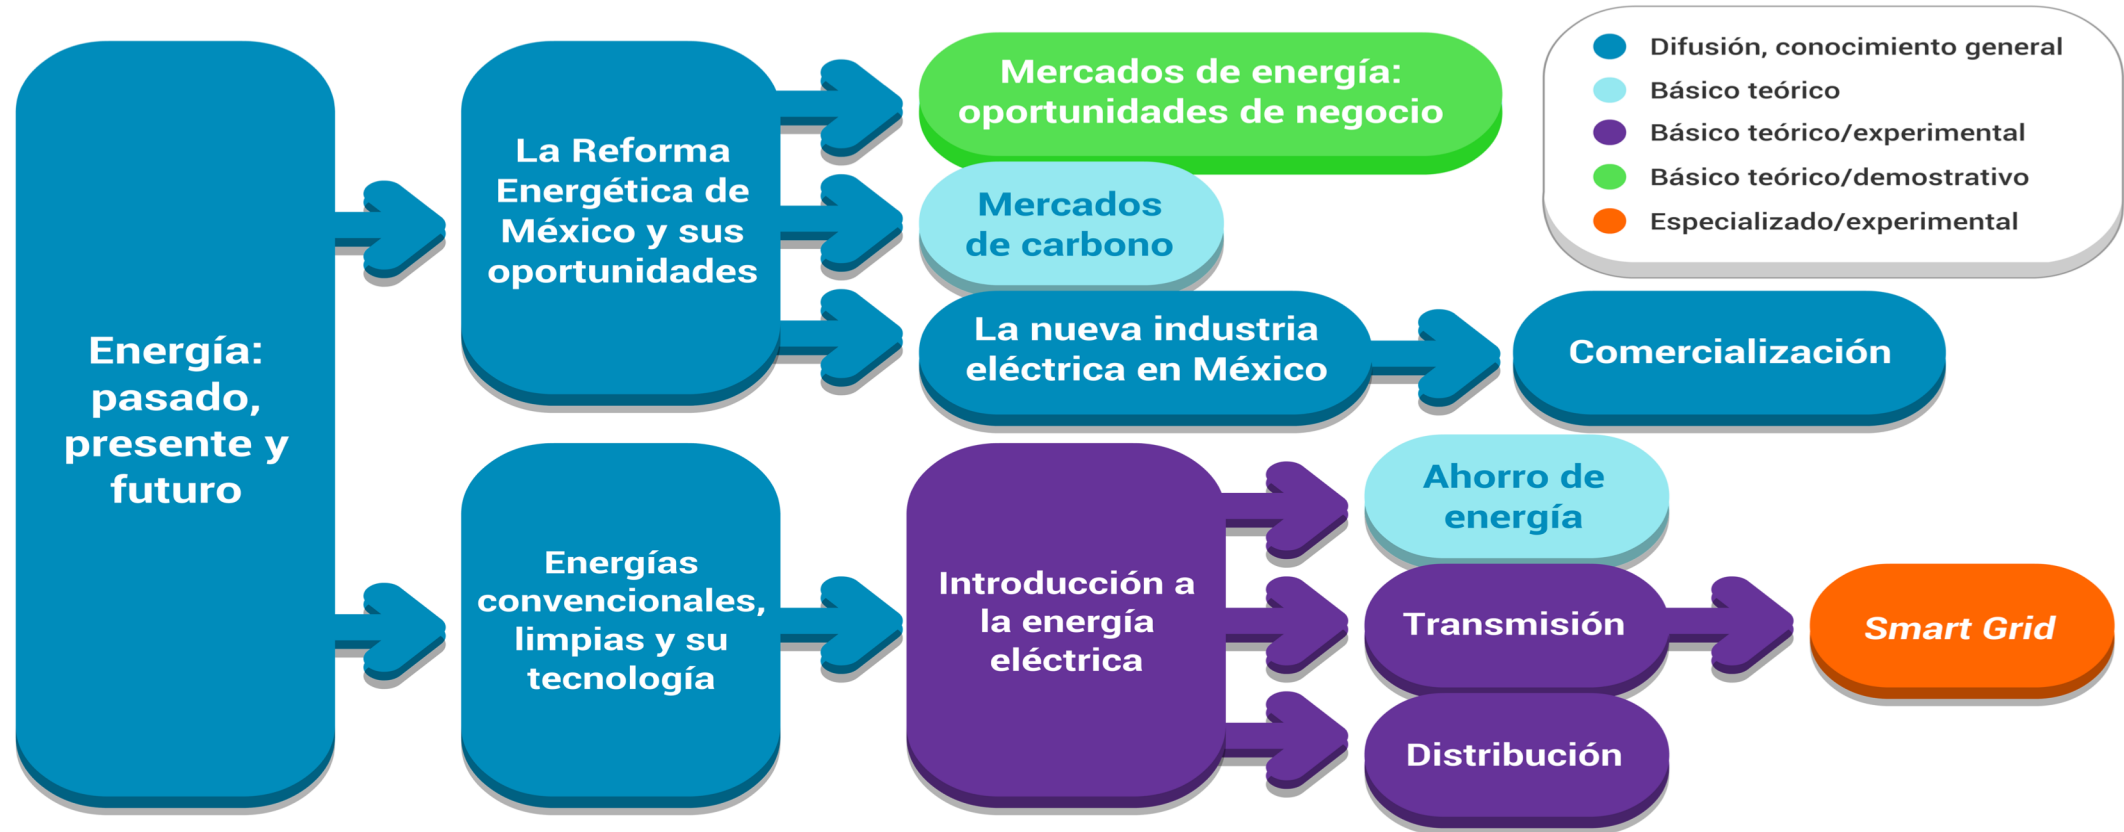 Energía:
pasado,
presente y
futuro
La Reforma
Energética de
México y sus
oportunidades
Mercados de energía:
oportunidades de negocio
Mercados
de carbono
La nueva industria
eléctrica en México
Comercialización
Energías
convencionales,
limpias y su
tecnología
Introducción a
la energía
eléctrica
Ahorro de
energía
Transmisión
Smart Grid
Distribución
Difusión, conocimiento general
Básico teórico
Básico teórico/experimental
Básico teórico/demostrativo
Especializado/experimental